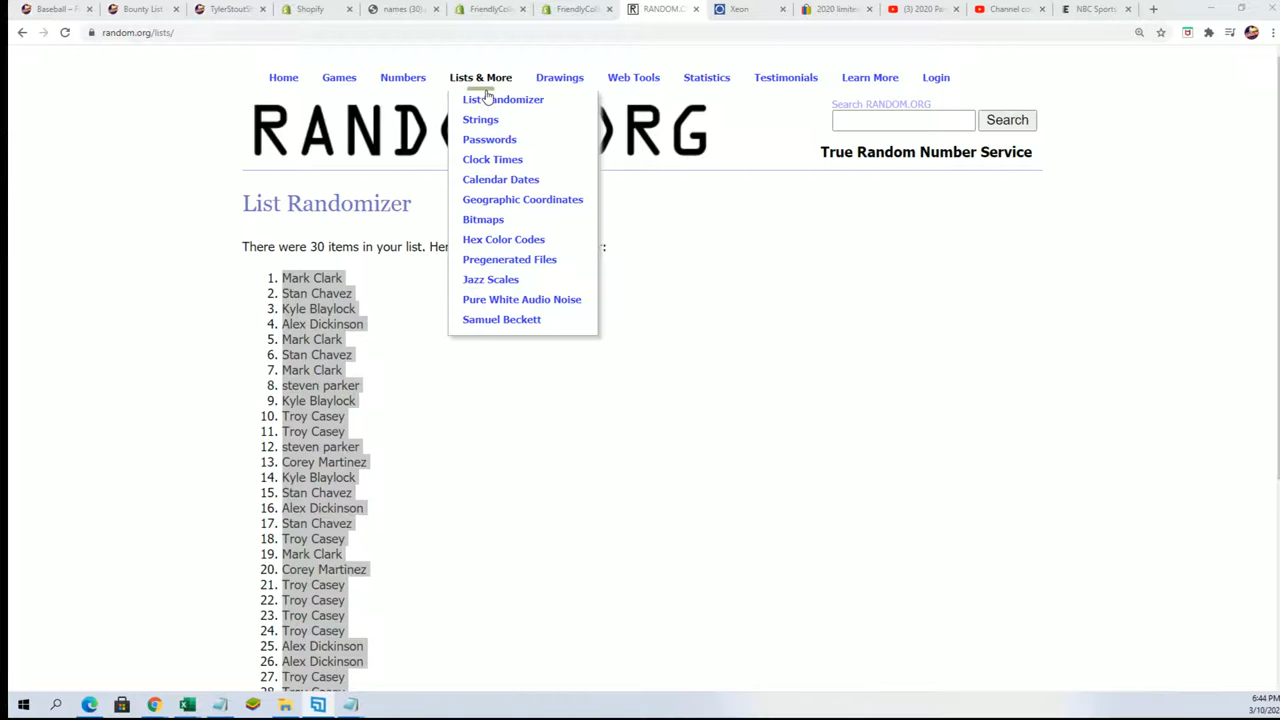 Baseball – F
Bounty List
TylerStoutSh
Shopify
names (30)
FriendlyColl
FriendlyColl
RANDOM.O
Xeon
2020 limited
(3) 2020 Pa
Channel co
NBC Sports
random.org/lists/
Home
Games
Numbers
Lists & More
Drawings
Web Tools
Statistics
Testimonials
Learn More
Login
List Randomizer
Strings
Passwords
Clock Times
Calendar Dates
Geographic Coordinates
Bitmaps
Hex Color Codes
Pregenerated Files
Jazz Scales
Pure White Audio Noise
Samuel Beckett
RAND RG
Search RANDOM.ORG
Search
True Random Number Service
List Randomizer
There were 30 items in your list. Her :
1. Mark Clark
2. Stan Chavez
3. Kyle Blaylock
4. Alex Dickinson
5. Mark Clark
6. Stan Chavez
7. Mark Clark
8. steven parker
9. Kyle Blaylock
10. Troy Casey
11. Troy Casey
12. steven parker
13. Corey Martinez
14. Kyle Blaylock
15. Stan Chavez
16. Alex Dickinson
17. Stan Chavez
18. Troy Casey
19. Mark Clark
20. Corey Martinez
21. Troy Casey
22. Troy Casey
23. Troy Casey
24. Troy Casey
25. Alex Dickinson
26. Alex Dickinson
27. Troy Casey
28. Troy Casey
6:44 PM
3/10/202